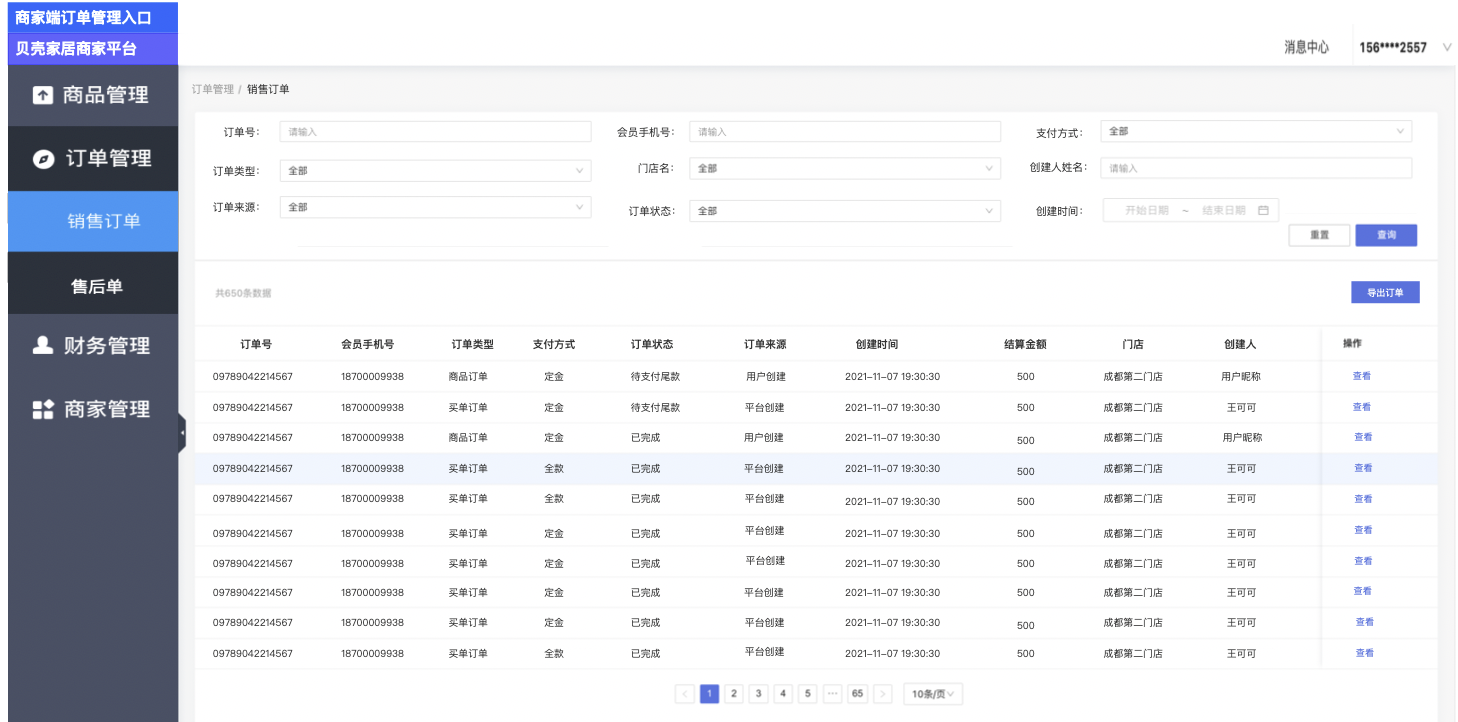 商家端订单管理入口
贝壳家居商家平台
消息中心 156****2557
商品管理
订单管理
销售订单
售后单
财务管理
商家管理
订单管理 / 销售订单
订单号: 请输入 会员手机号: 请输入 支付方式: 全部
订单类型: 全部 门店名: 全部 创建人姓名: 请输入
订单来源: 全部 订单状态: 全部 创建时间: 开始日期 ~ 结束日期
重置 查询
共650条数据 导出订单
订单号 会员手机号 订单类型 支付方式 订单状态 订单来源 创建时间 结算金额 门店 创建人 操作
09789042214567 18700009938 商品订单 定金 待支付尾款 用户创建 2021-11-07 19:30:30 500 成都第二门店 用户昵称 查看
09789042214567 18700009938 买单订单 定金 待支付尾款 平台创建 2021-11-07 19:30:30 500 成都第二门店 王可可 查看
09789042214567 18700009938 商品订单 定金 已完成 用户创建 2021-11-07 19:30:30 500 成都第二门店 用户昵称 查看
09789042214567 18700009938 买单订单 全款 已完成 平台创建 2021-11-07 19:30:30 500 成都第二门店 王可可 查看
09789042214567 18700009938 买单订单 全款 已完成 平台创建 2021-11-07 19:30:30 500 成都第二门店 王可可 查看
09789042214567 18700009938 买单订单 定金 已完成 平台创建 2021-11-07 19:30:30 500 成都第二门店 王可可 查看
09789042214567 18700009938 买单订单 定金 已完成 平台创建 2021-11-07 19:30:30 500 成都第二门店 王可可 查看
09789042214567 18700009938 买单订单 定金 已完成 平台创建 2021-11-07 19:30:30 500 成都第二门店 王可可 查看
09789042214567 18700009938 买单订单 定金 已完成 平台创建 2021-11-07 19:30:30 500 成都第二门店 王可可 查看
09789042214567 18700009938 买单订单 全款 已完成 平台创建 2021-11-07 19:30:30 500 成都第二门店 王可可 查看
< 1 2 3 4 5 ··· 65 > 10条/页